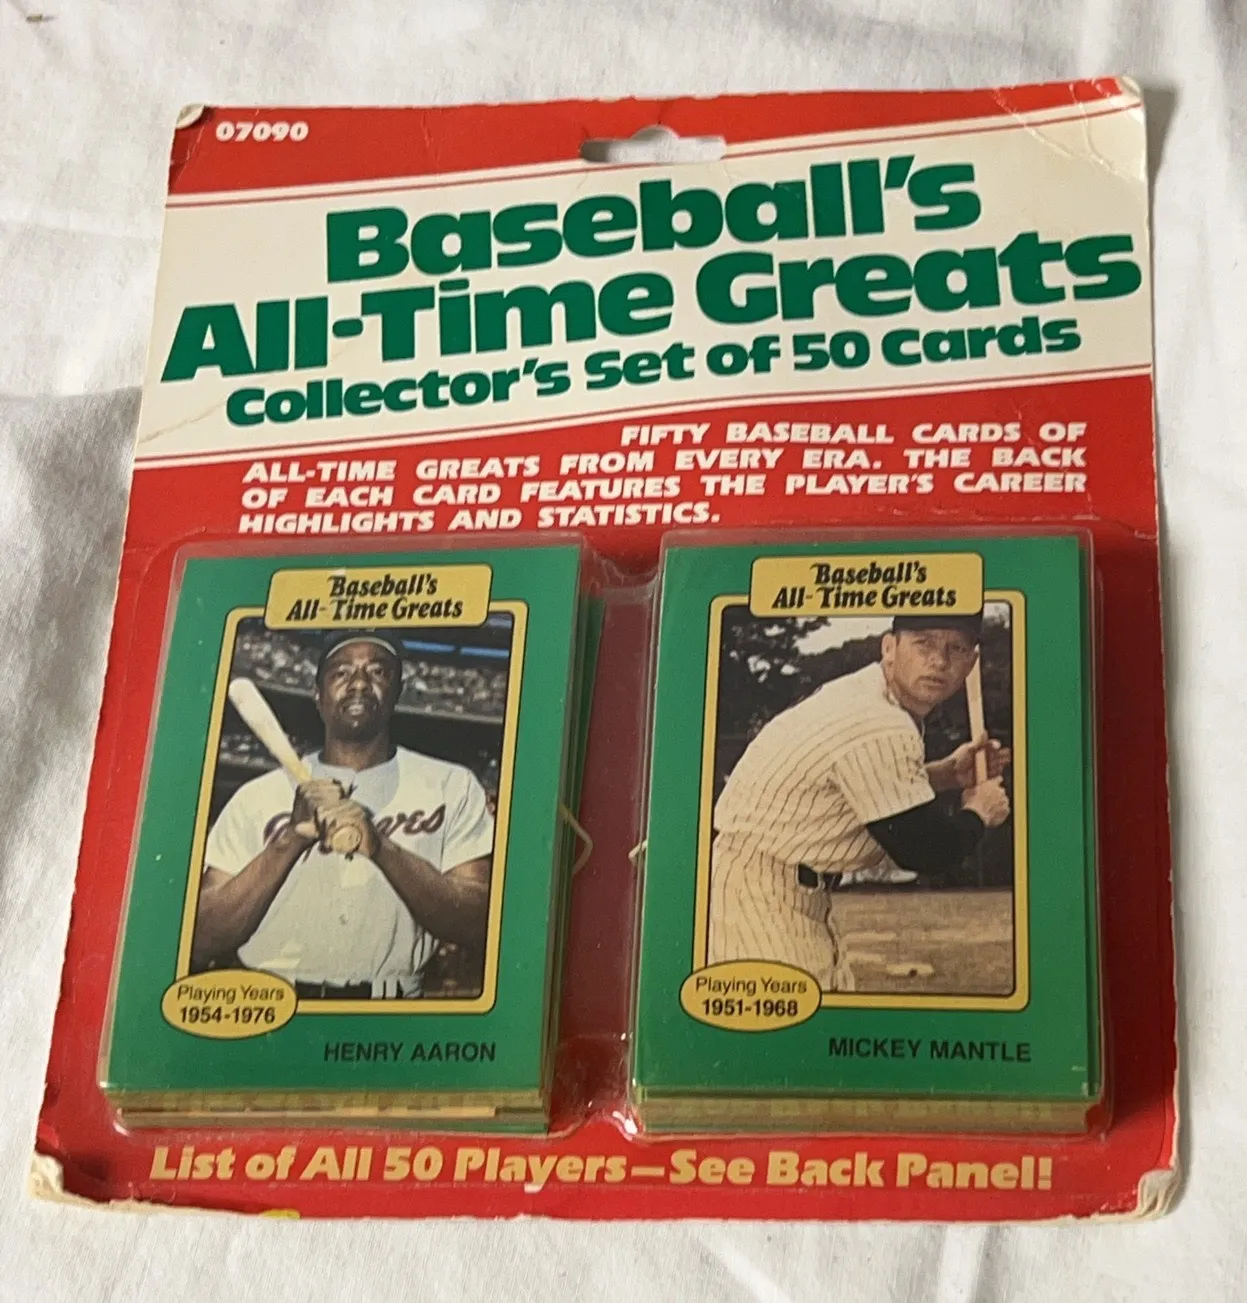 07090
Baseball's
All-Time Greats
Collector's Set of 50 Cards
FIFTY BASEBALL CARDS OF
ALL-TIME GREATS FROM EVERY ERA. THE BACK
OF EACH CARD FEATURES THE PLAYER'S CAREER
HIGHLIGHTS AND STATISTICS.
Baseball's
All-Time Greats
Braves
Playing Years
1954-1976
HENRY AARON
Baseball's
All-Time Greats
Playing Years
1951-1968
MICKEY MANTLE
List of All 50 Players—See Back Panel!